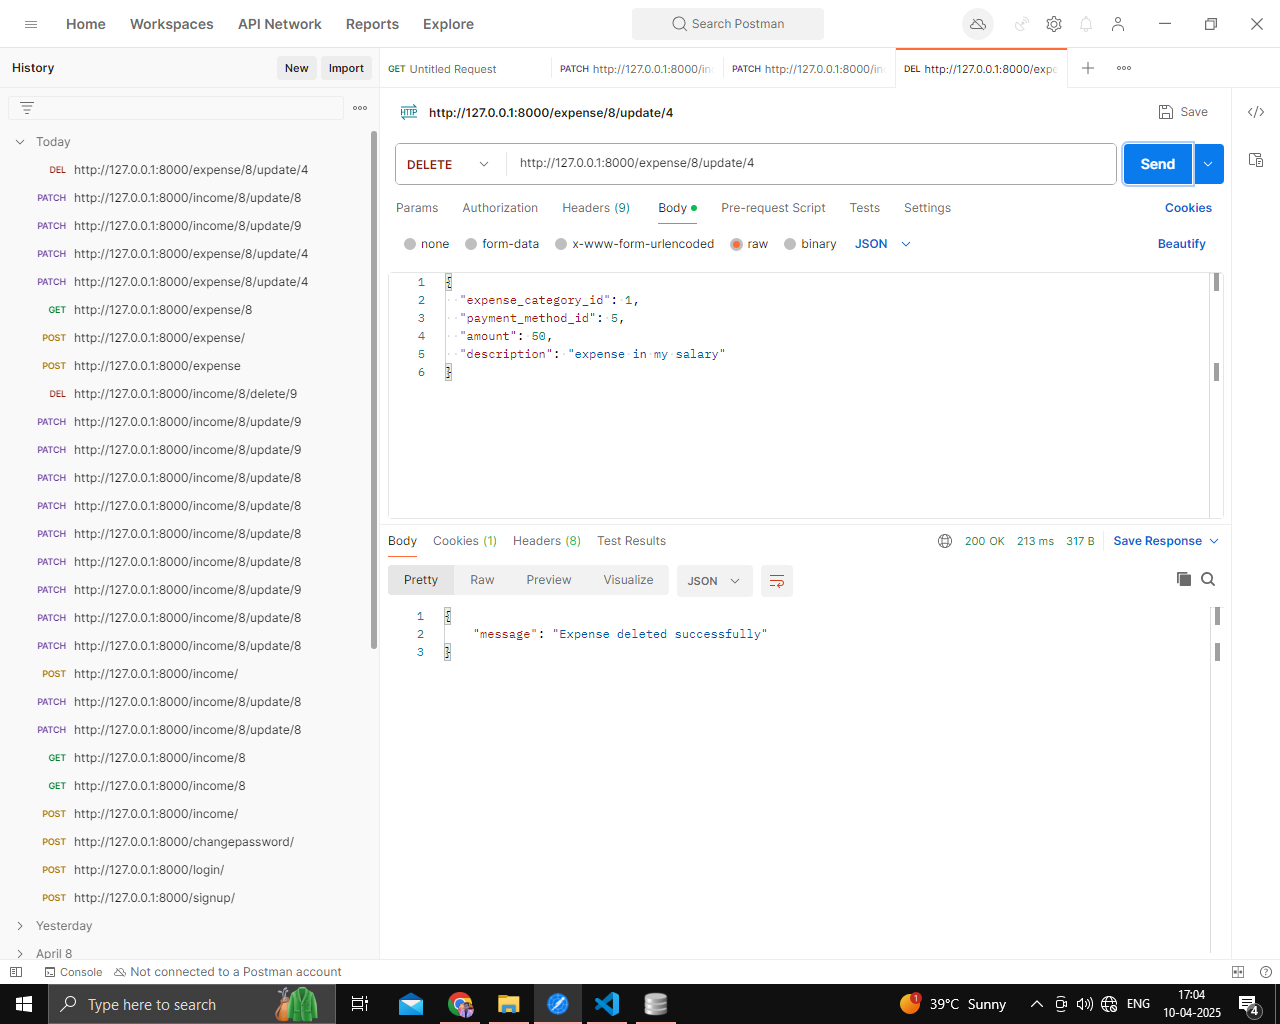 Home
Workspaces
API Network
Reports
Explore
Search Postman
History
New
Import
GET Untitled Request
PATCH http://127.0.0.1:8000/in
PATCH http://127.0.0.1:8000/in
DEL http://127.0.0.1:8000/expe
Today
DEL http://127.0.0.1:8000/expense/8/update/4
PATCH http://127.0.0.1:8000/income/8/update/8
PATCH http://127.0.0.1:8000/income/8/update/9
PATCH http://127.0.0.1:8000/expense/8/update/4
PATCH http://127.0.0.1:8000/expense/8/update/4
GET http://127.0.0.1:8000/expense/8
POST http://127.0.0.1:8000/expense/
POST http://127.0.0.1:8000/expense
DEL http://127.0.0.1:8000/income/8/delete/9
PATCH http://127.0.0.1:8000/income/8/update/9
PATCH http://127.0.0.1:8000/income/8/update/9
PATCH http://127.0.0.1:8000/income/8/update/8
PATCH http://127.0.0.1:8000/income/8/update/8
PATCH http://127.0.0.1:8000/income/8/update/8
PATCH http://127.0.0.1:8000/income/8/update/8
PATCH http://127.0.0.1:8000/income/8/update/9
PATCH http://127.0.0.1:8000/income/8/update/8
PATCH http://127.0.0.1:8000/income/8/update/8
POST http://127.0.0.1:8000/income/
PATCH http://127.0.0.1:8000/income/8/update/8
PATCH http://127.0.0.1:8000/income/8/update/8
GET http://127.0.0.1:8000/income/8
GET http://127.0.0.1:8000/income/8
POST http://127.0.0.1:8000/income/
POST http://127.0.0.1:8000/changepassword/
POST http://127.0.0.1:8000/login/
POST http://127.0.0.1:8000/signup/
Yesterday
April 8
HTTP http://127.0.0.1:8000/expense/8/update/4
Save
DELETE
http://127.0.0.1:8000/expense/8/update/4
Send
Params
Authorization
Headers (9)
Body
Pre-request Script
Tests
Settings
Cookies
none
form-data
x-www-form-urlencoded
raw
binary
JSON
Beautify
1 {
2 "expense_category_id": 1,
3 "payment_method_id": 5,
4 "amount": 50,
5 "description": "expense in my salary"
6 }
Body
Cookies (1)
Headers (8)
Test Results
200 OK
213 ms
317 B
Save Response
Pretty
Raw
Preview
Visualize
JSON
1 {
2 "message": "Expense deleted successfully"
3 }
Console
Not connected to a Postman account
Type here to search
1
39°C Sunny
ENG
17:04
10-04-2025
4